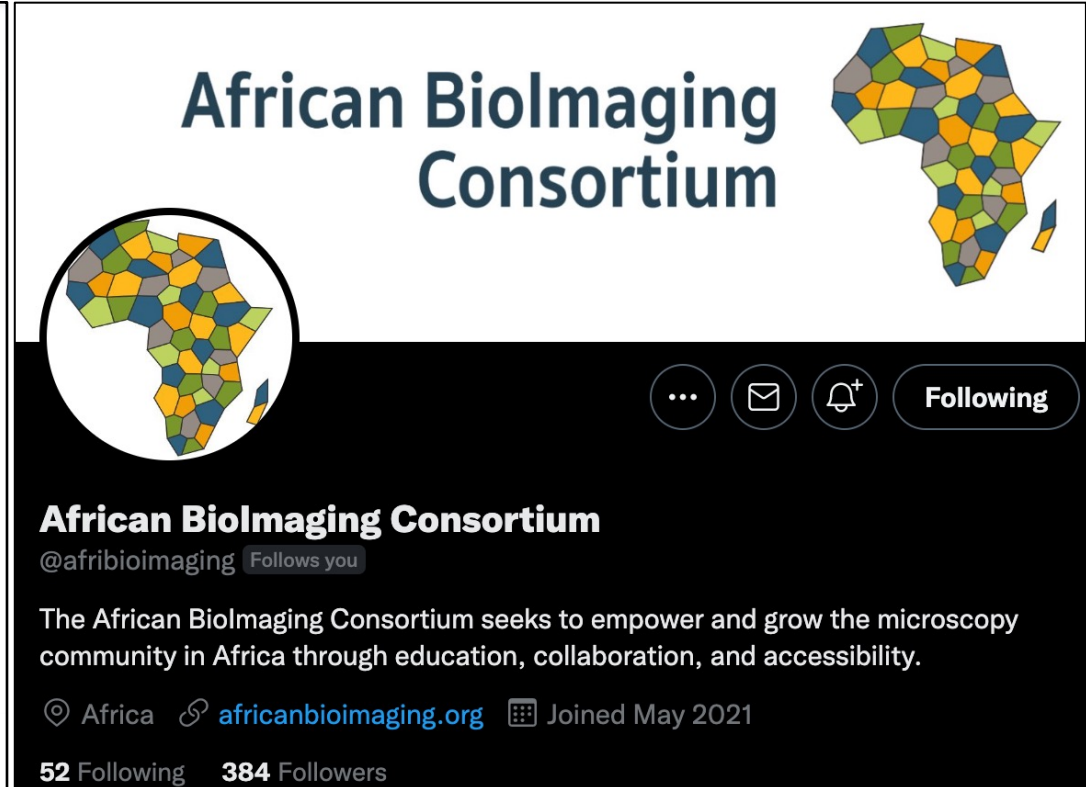 African BioImaging
Consortium
Following
African BioImaging Consortium
@afribioimaging Follows you
The African BioImaging Consortium seeks to empower and grow the microscopy
community in Africa through education, collaboration, and accessibility.
Africa africanbioimaging.org Joined May 2021
52 Following 384 Followers